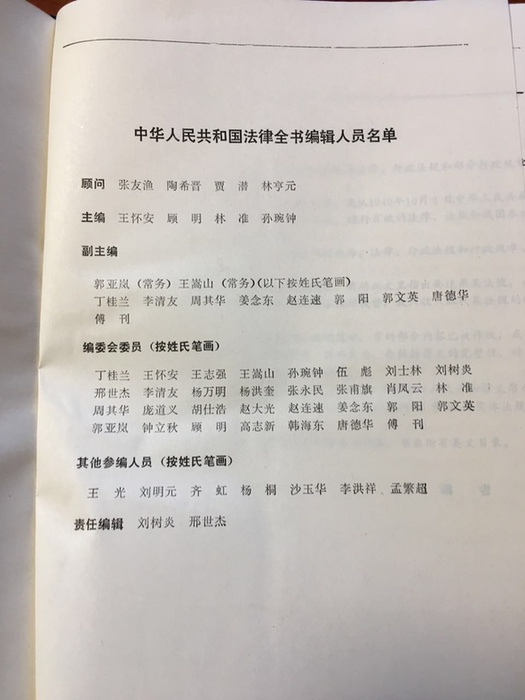 中华人民共和国法律全书编辑人员名单
顾问 张友渔 陶希晋 贾 潜 林亨元
主编 王怀安 顾 明 林 准 孙琬钟
副主编
郭亚岚（常务）王嵩山（常务）（以下按姓氏笔画）
丁桂兰 李清友 周其华 姜念东 赵连速 郭 阳 郭文英 唐德华
傅 刊
编委会委员（按姓氏笔画）
丁桂兰 王怀安 王志强 王嵩山 孙琬钟 伍 彪 刘士林 刘树炎
邢世杰 李清友 杨万明 杨洪奎 张永民 张甫旗 肖凤云 林 准
周其华 庞道义 胡仕浩 赵大光 赵连速 姜念东 郭 阳 郭文英
郭亚岚 钟立秋 顾 明 高志新 韩海东 唐德华 傅 刊
其他参编人员（按姓氏笔画）
王 光 刘明元 齐 虹 杨 桐 沙玉华 李洪祥 孟繁超
责任编辑 刘树炎 邢世杰